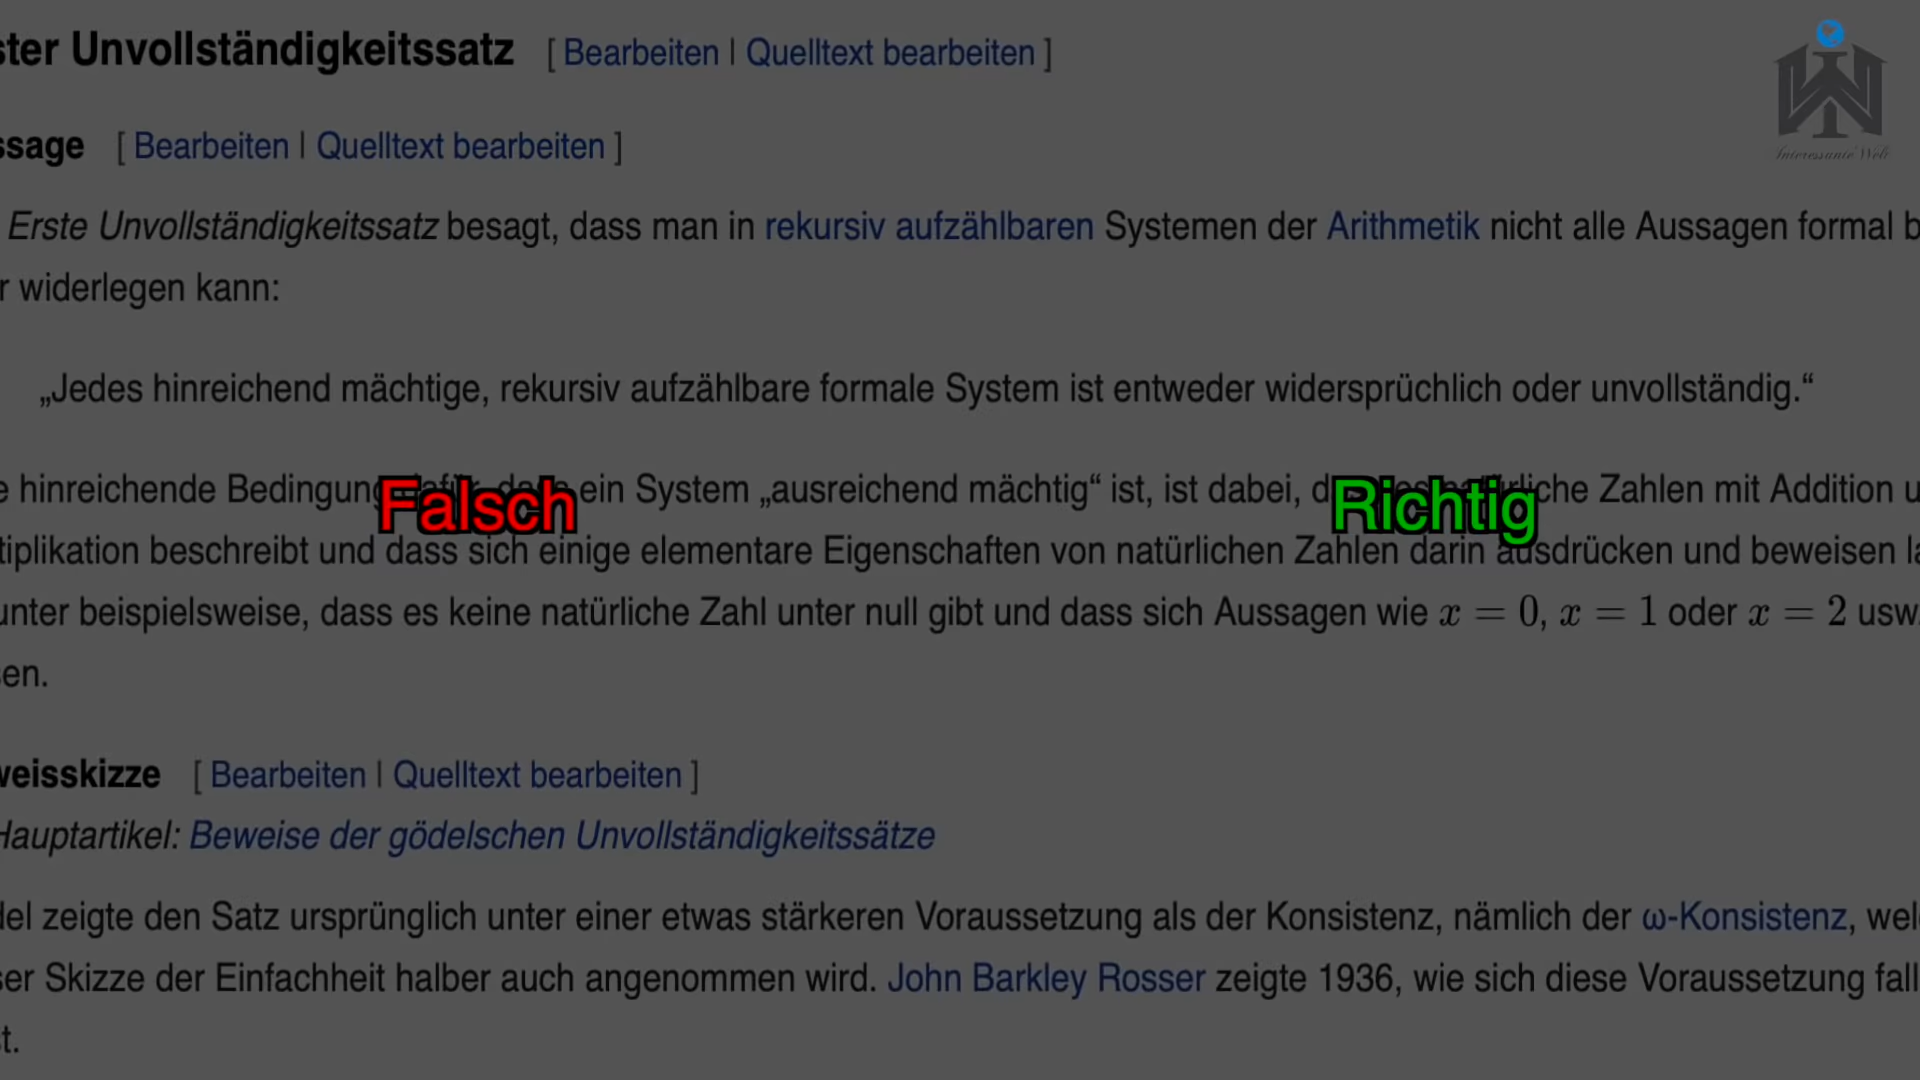 ster Unvollständigkeitssatz [ Bearbeiten | Quelltext bearbeiten ]
ssage [ Bearbeiten | Quelltext bearbeiten ]
Erste Unvollständigkeitssatz besagt, dass man in rekursiv aufzählbaren Systemen der Arithmetik nicht alle Aussagen formal b
r widerlegen kann:
„Jedes hinreichend mächtige, rekursiv aufzählbare formale System ist entweder widersprüchlich oder unvollständig.“
e hinreichende Bedingung ein System „ausreichend mächtig“ ist, ist dabei, Zahlen mit Addition u
Falsch Richtig
tiplikation beschreibt und dass sich einige elementare Eigenschaften von natürlichen Zahlen darin ausdrücken und beweisen la
unter beispielsweise, dass es keine natürliche Zahl unter null gibt und dass sich Aussagen wie x = 0, x = 1 oder x = 2 usw.
en.
weisskizze [ Bearbeiten | Quelltext bearbeiten ]
Hauptartikel: Beweise der gödelschen Unvollständigkeitssätze
del zeigte den Satz ursprünglich unter einer etwas stärkeren Voraussetzung als der Konsistenz, nämlich der ω-Konsistenz, wel
ser Skizze der Einfachheit halber auch angenommen wird. John Barkley Rosser zeigte 1936, wie sich diese Voraussetzung fall
t.
Interessante Welt